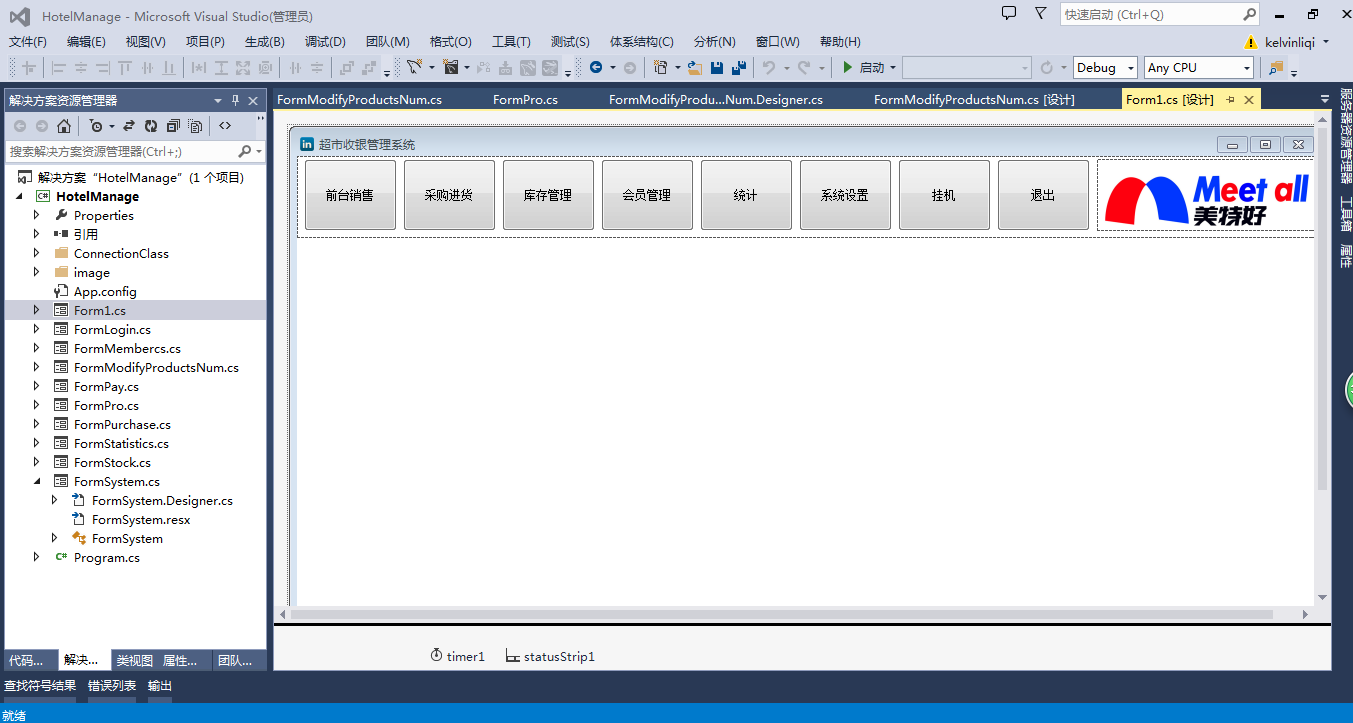 HotelManage - Microsoft Visual Studio(管理员)
快速启动 (Ctrl+Q)
文件(F) 编辑(E) 视图(V) 项目(P) 生成(B) 调试(D) 团队(M) 格式(O) 工具(T) 测试(S) 体系结构(C) 分析(N) 窗口(W) 帮助(H)
kelvinliqi
启动 Debug Any CPU
解决方案资源管理器
FormModifyProductsNum.cs FormPro.cs FormModifyProdu...Num.Designer.cs FormModifyProductsNum.cs [设计] Form1.cs [设计]
搜索解决方案资源管理器(Ctrl+;)
解决方案“HotelManage”(1 个项目)
C# HotelManage
Properties
引用
ConnectionClass
image
App.config
Form1.cs
FormLogin.cs
FormMembercs.cs
FormModifyProductsNum.cs
FormPay.cs
FormPro.cs
FormPurchase.cs
FormStatistics.cs
FormStock.cs
FormSystem.cs
FormSystem.Designer.cs
FormSystem.resx
FormSystem
C# Program.cs
in 超市收银管理系统
前台销售 采购进货 库存管理 会员管理 统计 系统设置 挂机 退出
Meet all
美特好
服务器资源管理器
工具箱
属性
timer1 statusStrip1
代码... 解决... 类视图 属性... 团队...
查找符号结果 错误列表 输出
就绪